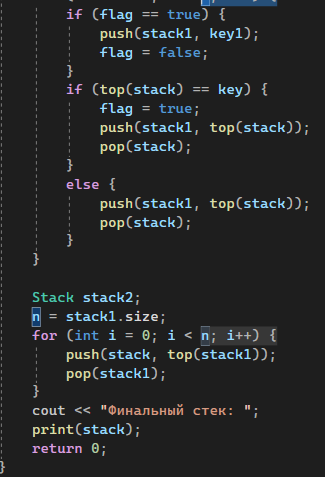 if (flag == true) {
push(stack1, key1);
flag = false;
}
if (top(stack) == key) {
flag = true;
push(stack1, top(stack));
pop(stack);
}
else {
push(stack1, top(stack));
pop(stack);
}
}
Stack stack2;
n = stack1.size;
for (int i = 0; i < n; i++) {
push(stack, top(stack1));
pop(stack1);
}
cout << "Финальный стек: ";
print(stack);
return 0;
}